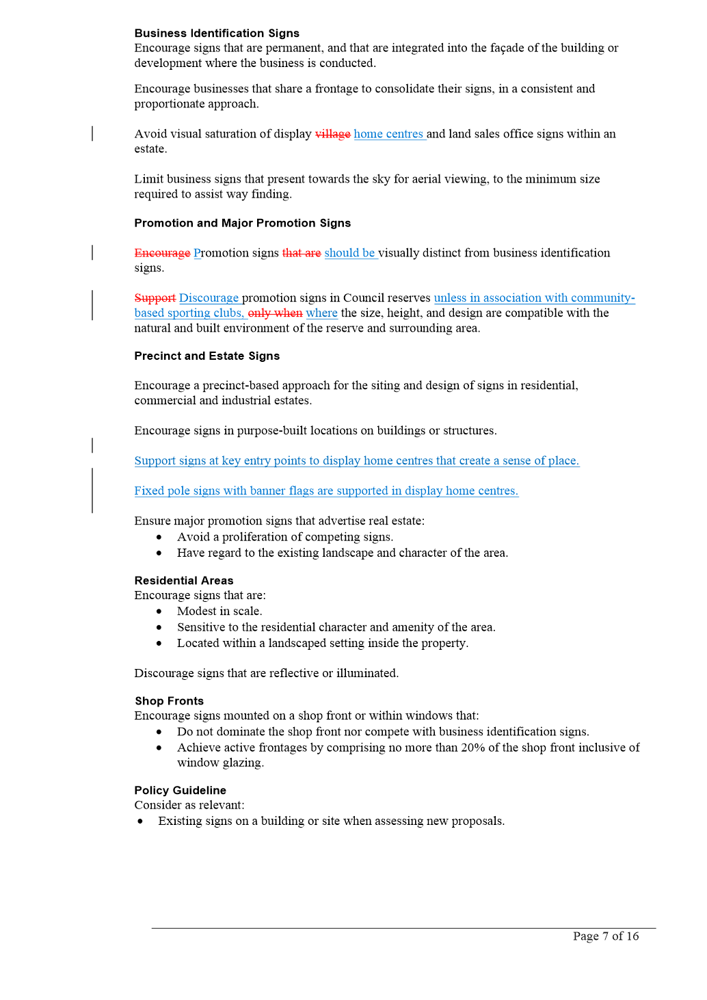 Business Identification Signs
Encourage signs that are permanent, and that are integrated into the façade of the building or
development where the business is conducted.
Encourage businesses that share a frontage to consolidate their signs, in a consistent and
proportionate approach.
Avoid visual saturation of display village home centres and land sales office signs within an
estate.
Limit business signs that present towards the sky for aerial viewing, to the minimum size
required to assist way finding.
Promotion and Major Promotion Signs
Encourage Promotion signs that are should be visually distinct from business identification
signs.
Support Discourage promotion signs in Council reserves unless in association with community-
based sporting clubs, only when where the size, height, and design are compatible with the
natural and built environment of the reserve and surrounding area.
Precinct and Estate Signs
Encourage a precinct-based approach for the siting and design of signs in residential,
commercial and industrial estates.
Encourage signs in purpose-built locations on buildings or structures.
Support signs at key entry points to display home centres that create a sense of place.
Fixed pole signs with banner flags are supported in display home centres.
Ensure major promotion signs that advertise real estate:
• Avoid a proliferation of competing signs.
• Have regard to the existing landscape and character of the area.
Residential Areas
Encourage signs that are:
• Modest in scale.
• Sensitive to the residential character and amenity of the area.
• Located within a landscaped setting inside the property.
Discourage signs that are reflective or illuminated.
Shop Fronts
Encourage signs mounted on a shop front or within windows that:
• Do not dominate the shop front nor compete with business identification signs.
• Achieve active frontages by comprising no more than 20% of the shop front inclusive of
window glazing.
Policy Guideline
Consider as relevant:
• Existing signs on a building or site when assessing new proposals.
Page 7 of 16